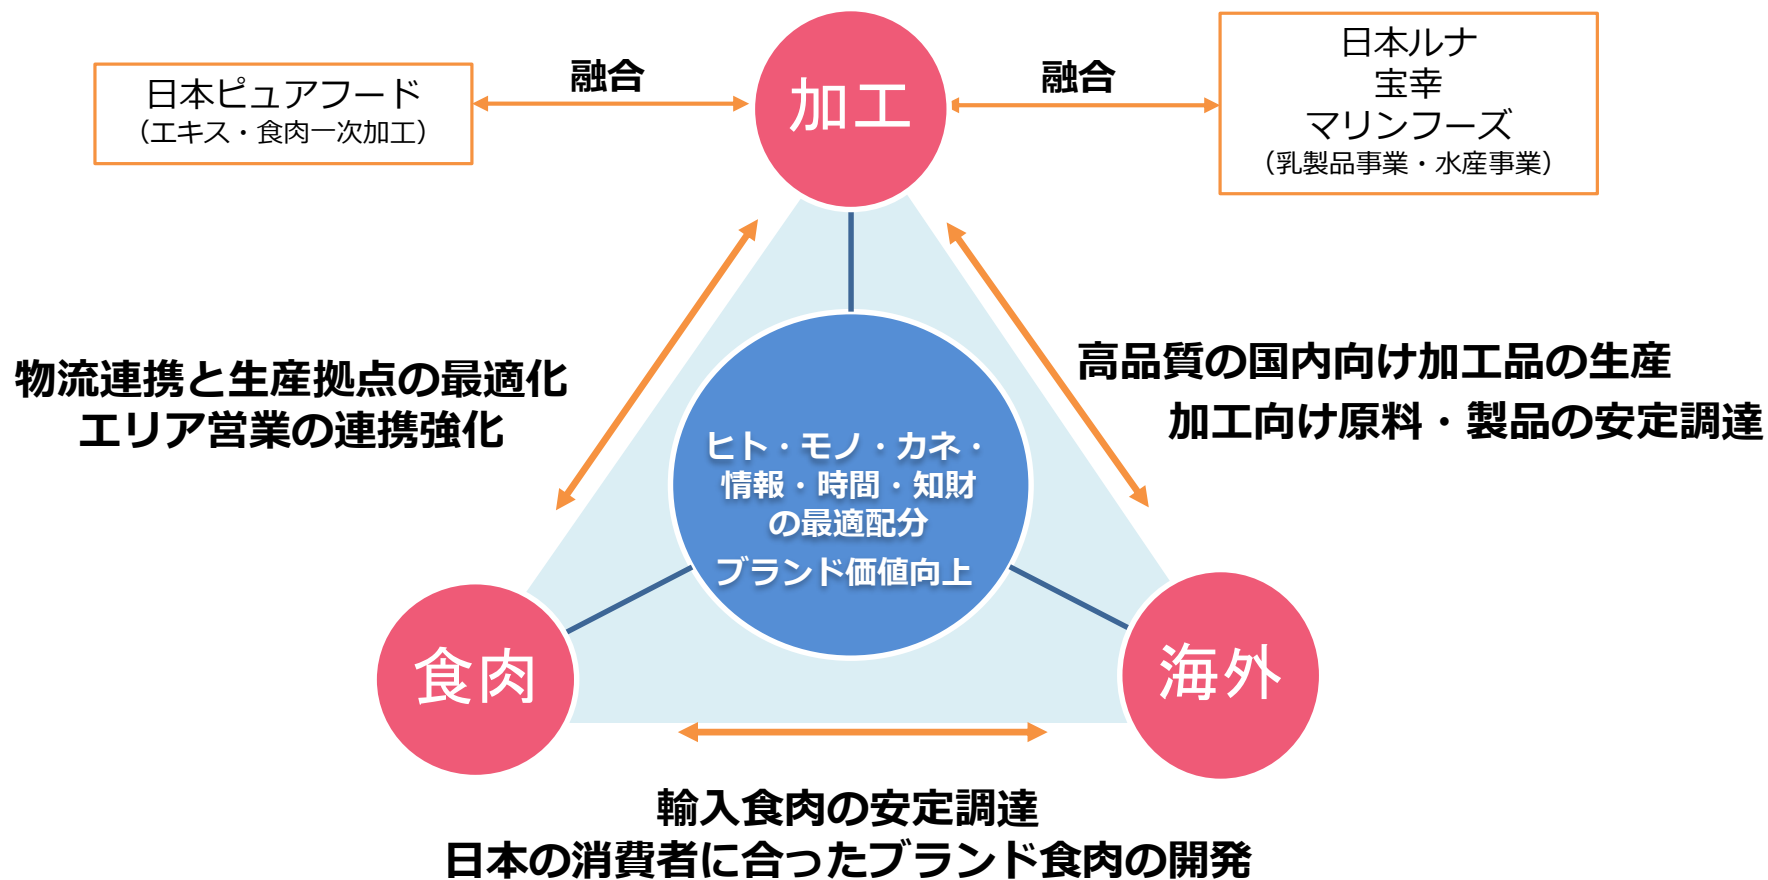 日本ピュアフード
（エキス・食肉一次加工）
融合
加工
融合
日本ルナ
宝幸
マリンフーズ
（乳製品事業・水産事業）
物流連携と生産拠点の最適化
エリア営業の連携強化
高品質の国内向け加工品の生産
加工向け原料・製品の安定調達
ヒト・モノ・カネ・
情報・時間・知財
の最適配分
ブランド価値向上
食肉
海外
輸入食肉の安定調達
日本の消費者に合ったブランド食肉の開発